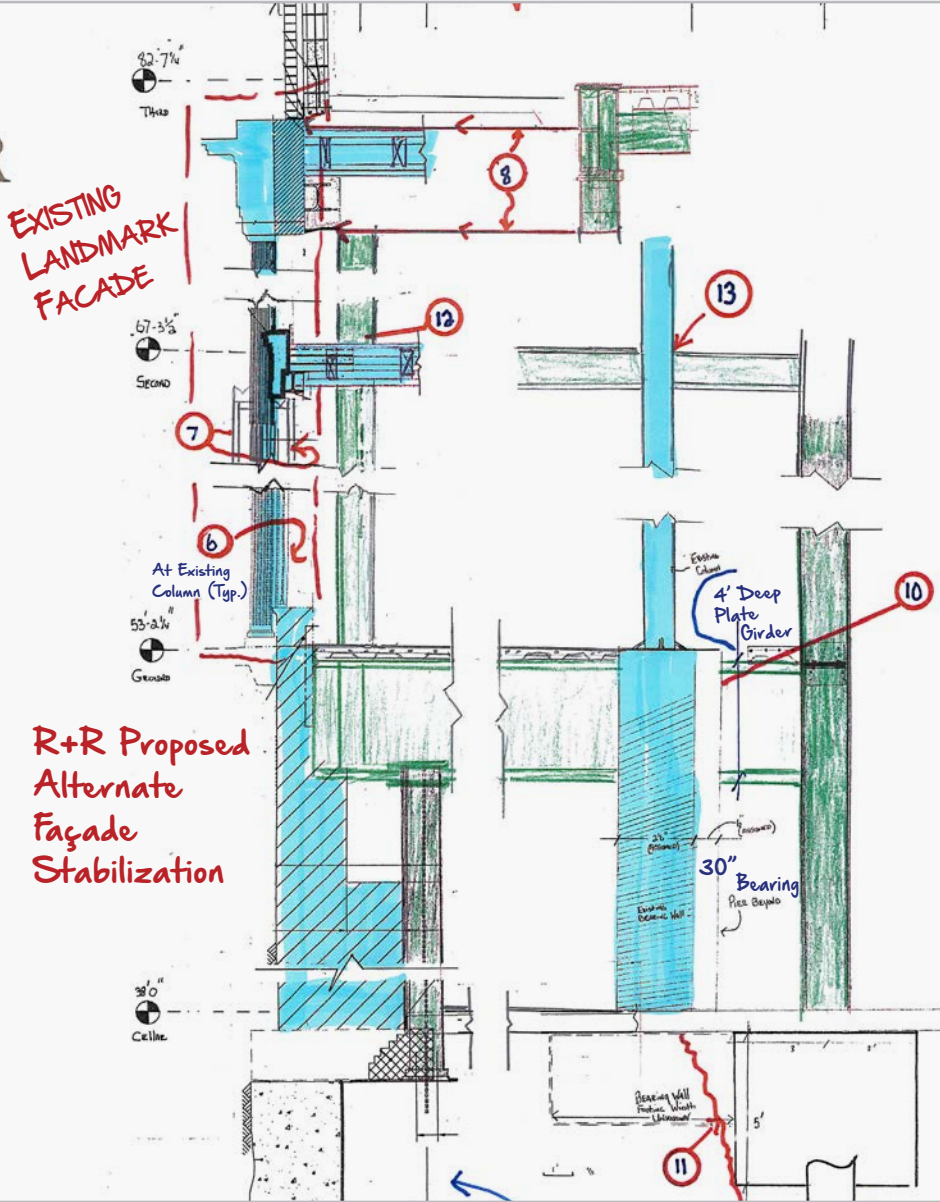 82'-7¼"
THIRD
R
8
EXISTING
LANDMARK
FACADE
13
12
67-3½"
SECOND
7
6
At Existing
Column (Typ.)
Existing
Column
4' Deep
Plate
Girder
10
53'-2¼"
GROUND
R+R Proposed
Alternate
Façade
Stabilization
(ASSUMED)
30"
Bearing
Pier Beyond
Existing
Bearing Wall
38'0"
Cellar
Bearing Wall
Footing Width
Unknown
5'
11